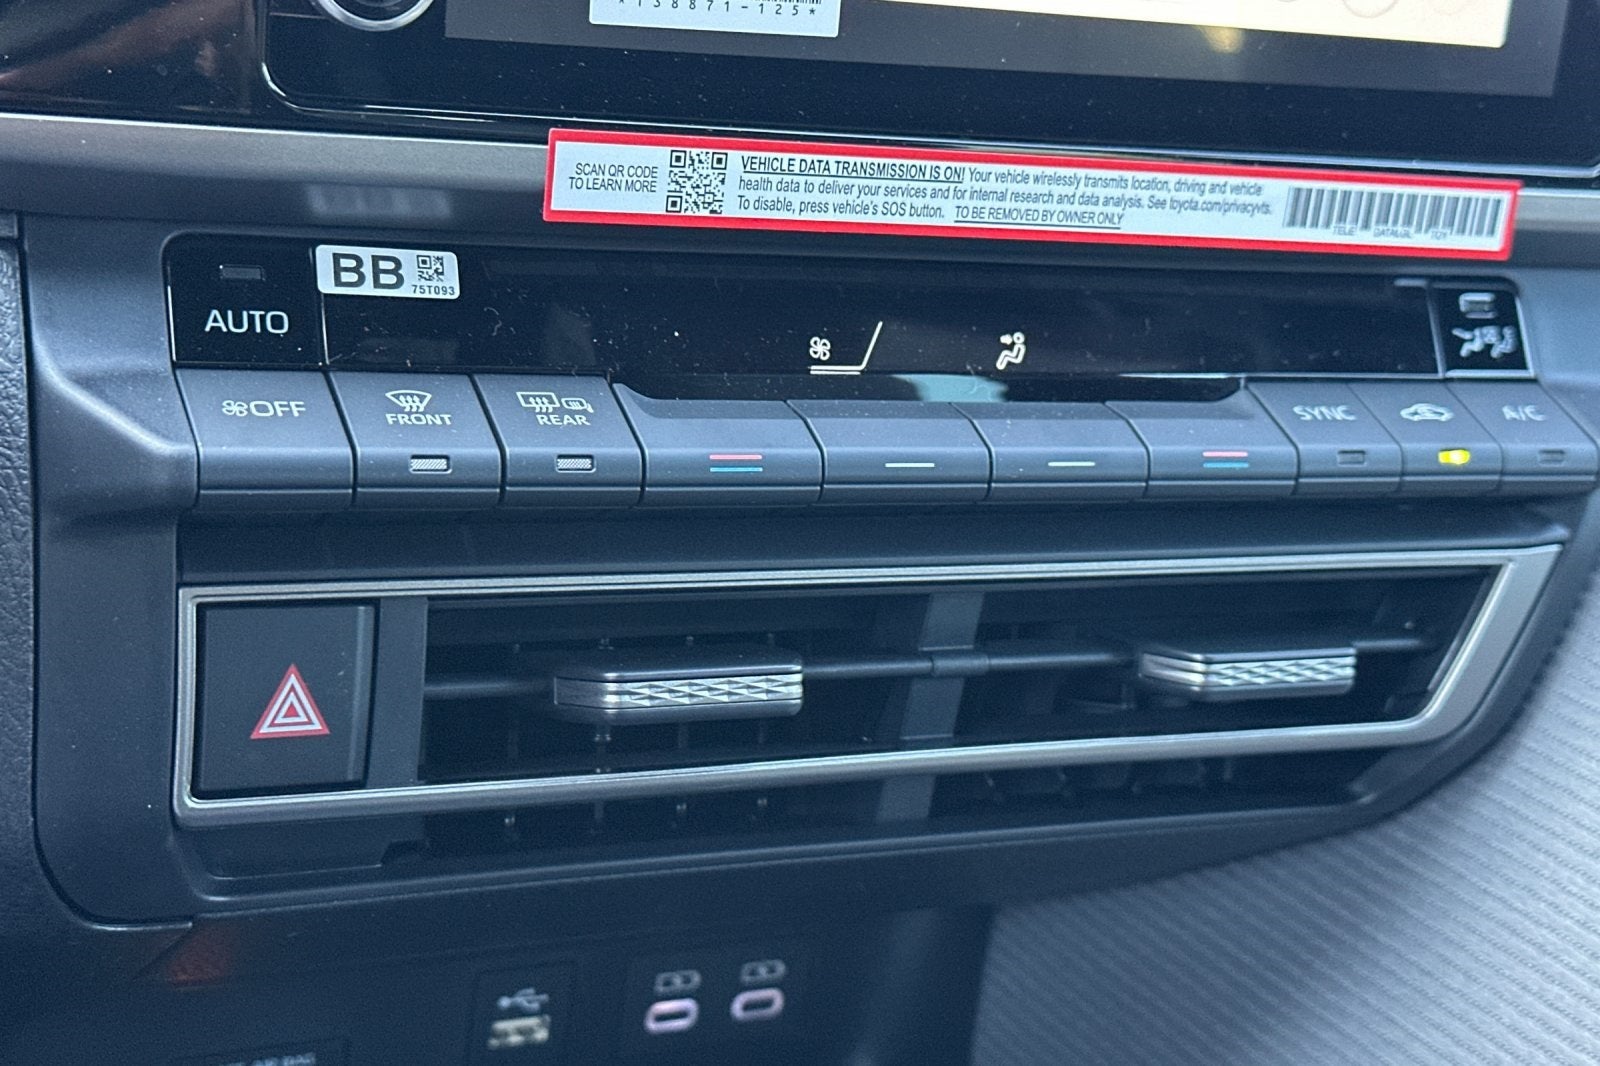 *138871-125*
SCAN QR CODE
TO LEARN MORE
VEHICLE DATA TRANSMISSION IS ON! Your vehicle wirelessly transmits location, driving and vehicle
health data to deliver your services and for internal research and data analysis. See toyota.com/privacyvts.
To disable, press vehicle's SOS button. TO BE REMOVED BY OWNER ONLY
BB
75T093
AUTO
OFF
FRONT
REAR
SYNC
A/C